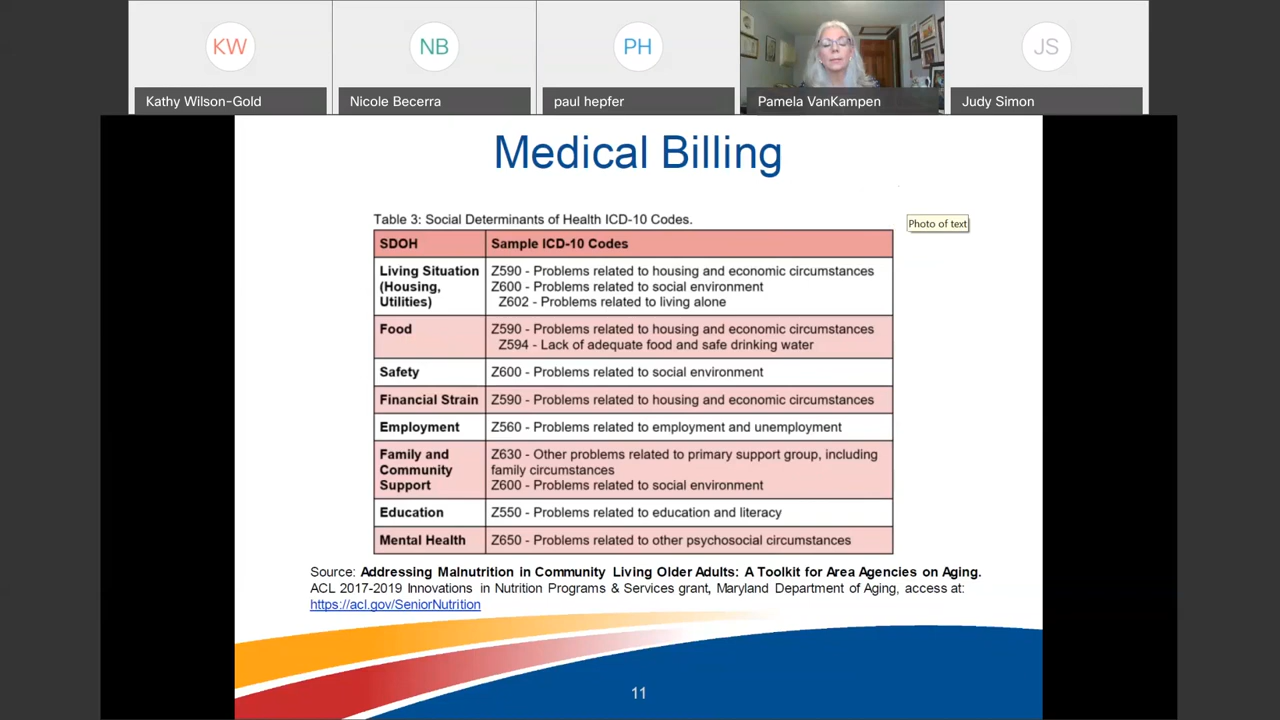 KW
NB
PH
JS
Kathy Wilson-Gold
Nicole Becerra
paul hepfer
Pamela VanKampen
Judy Simon
Medical Billing
Table 3: Social Determinants of Health ICD-10 Codes.
Photo of text
SDOH
Sample ICD-10 Codes
Living Situation
(Housing,
Utilities)
Z590 - Problems related to housing and economic circumstances
Z600 - Problems related to social environment
Z602 - Problems related to living alone
Food
Z590 - Problems related to housing and economic circumstances
Z594 - Lack of adequate food and safe drinking water
Safety
Z600 - Problems related to social environment
Financial Strain
Z590 - Problems related to housing and economic circumstances
Employment
Z560 - Problems related to employment and unemployment
Family and
Community
Support
Z630 - Other problems related to primary support group, including
family circumstances
Z600 - Problems related to social environment
Education
Z550 - Problems related to education and literacy
Mental Health
Z650 - Problems related to other psychosocial circumstances
Source: Addressing Malnutrition in Community Living Older Adults: A Toolkit for Area Agencies on Aging.
ACL 2017-2019 Innovations in Nutrition Programs & Services grant, Maryland Department of Aging, access at:
https://acl.gov/SeniorNutrition
11